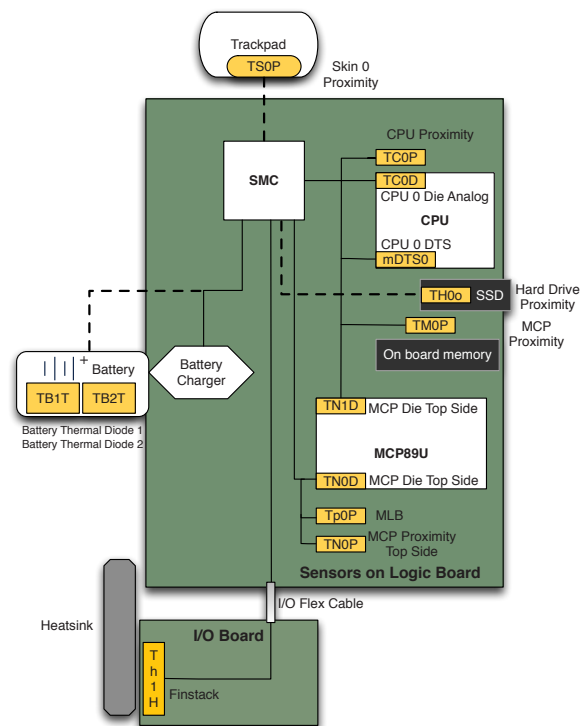 Trackpad
TS0P
Skin 0
Proximity
CPU Proximity
TC0P
SMC
TC0D
CPU 0 Die Analog
CPU
CPU 0 DTS
mDTS0
TH0o
SSD
Hard Drive
Proximity
TM0P
MCP
Proximity
On board memory
+
Battery
TB1T
TB2T
Battery
Charger
Battery Thermal Diode 1
Battery Thermal Diode 2
TN1D
MCP Die Top Side
MCP89U
TN0D
MCP Die Top Side
Tp0P
MLB
TN0P
MCP Proximity
Top Side
Sensors on Logic Board
I/O Flex Cable
Heatsink
I/O Board
T
h
1
H
Finstack